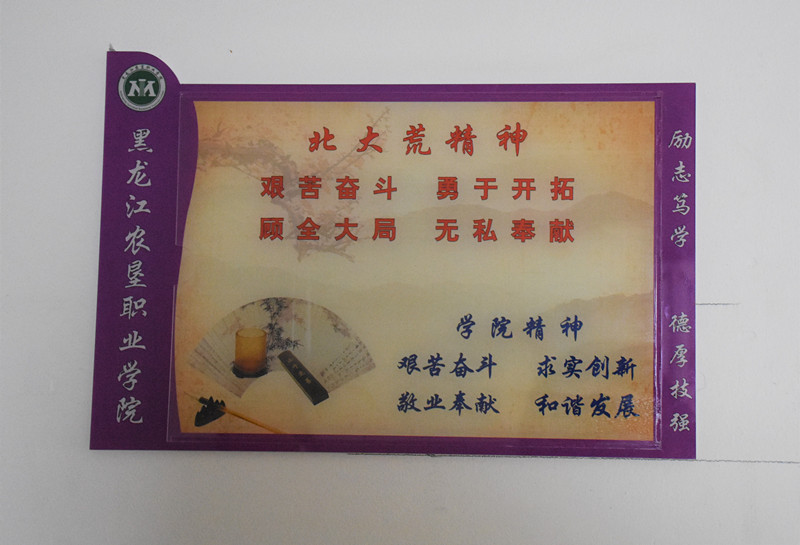 黑龙江农垦职业学院
北大荒精神
艰苦奋斗 勇于开拓
顾全大局 无私奉献
学院精神
艰苦奋斗 求实创新
敬业奉献 和谐发展
励志笃学 德厚技强